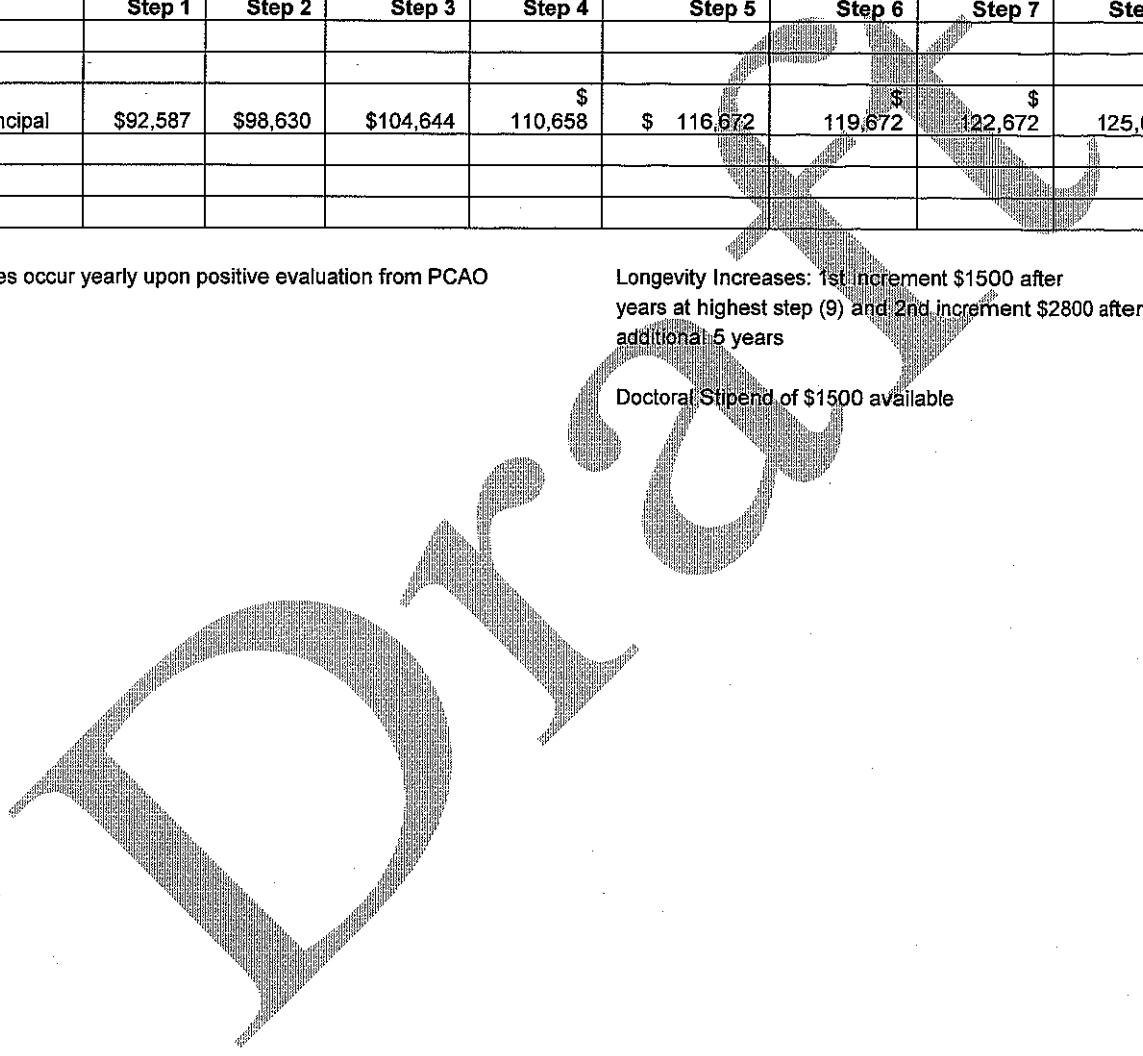 Step 1 Step 2 Step 3 Step 4 Step 5 Step 6 Step 7 Ste
$ $ $
ncipal $92,587 $98,630 $104,644 110,658 $ 116,672 119,672 122,672 125,0
es occur yearly upon positive evaluation from PCAO
Longevity Increases: 1st increment $1500 after
years at highest step (9) and 2nd increment $2800 after
additional 5 years
Doctoral Stipend of $1500 available
Draft